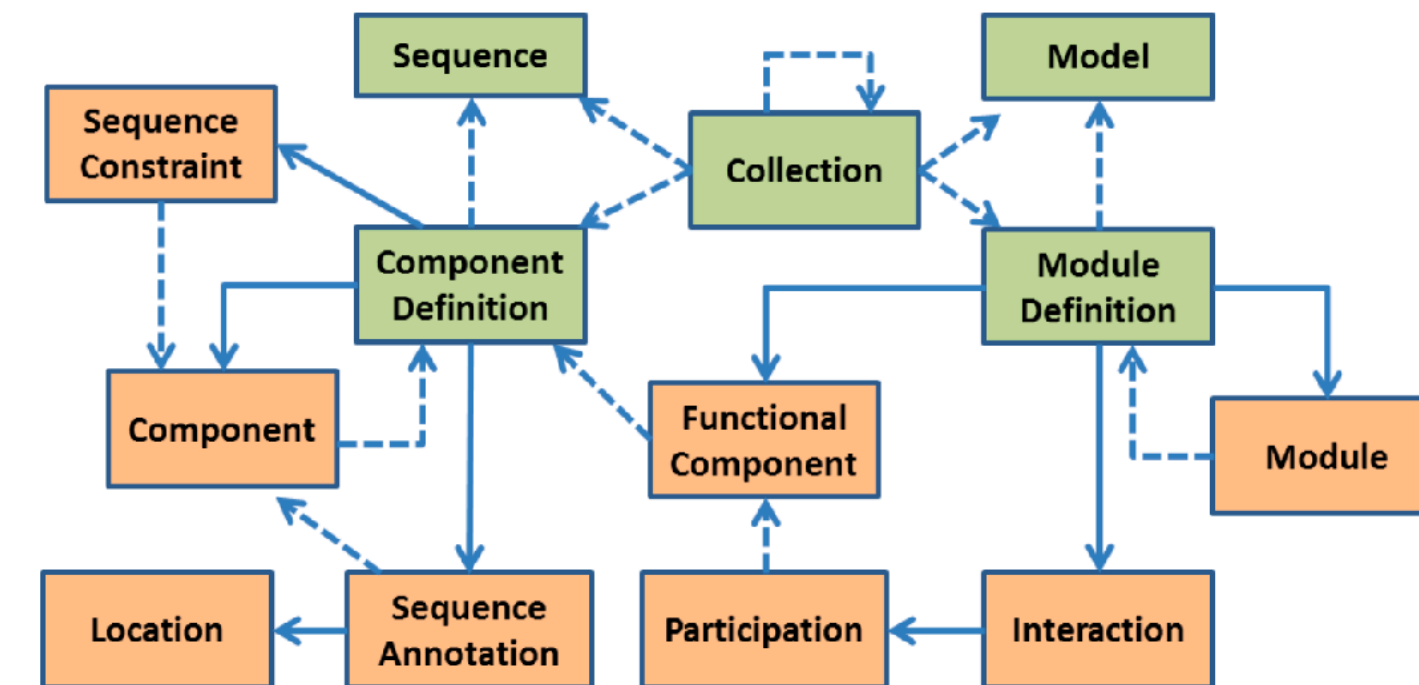 Sequence
Model
Sequence
Constraint
Collection
Component
Definition
Module
Definition
Component
Functional
Component
Module
Location
Sequence
Annotation
Participation
Interaction